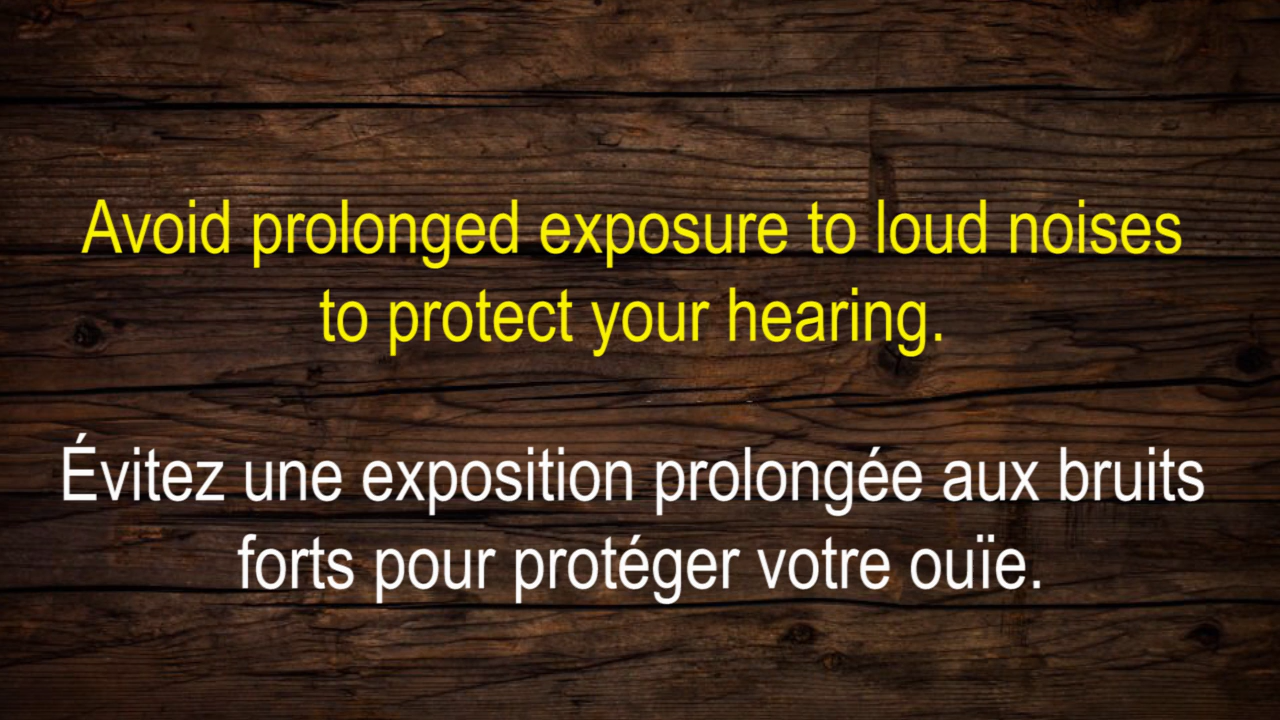 Avoid prolonged exposure to loud noises
to protect your hearing.
Évitez une exposition prolongée aux bruits
forts pour protéger votre ouïe.